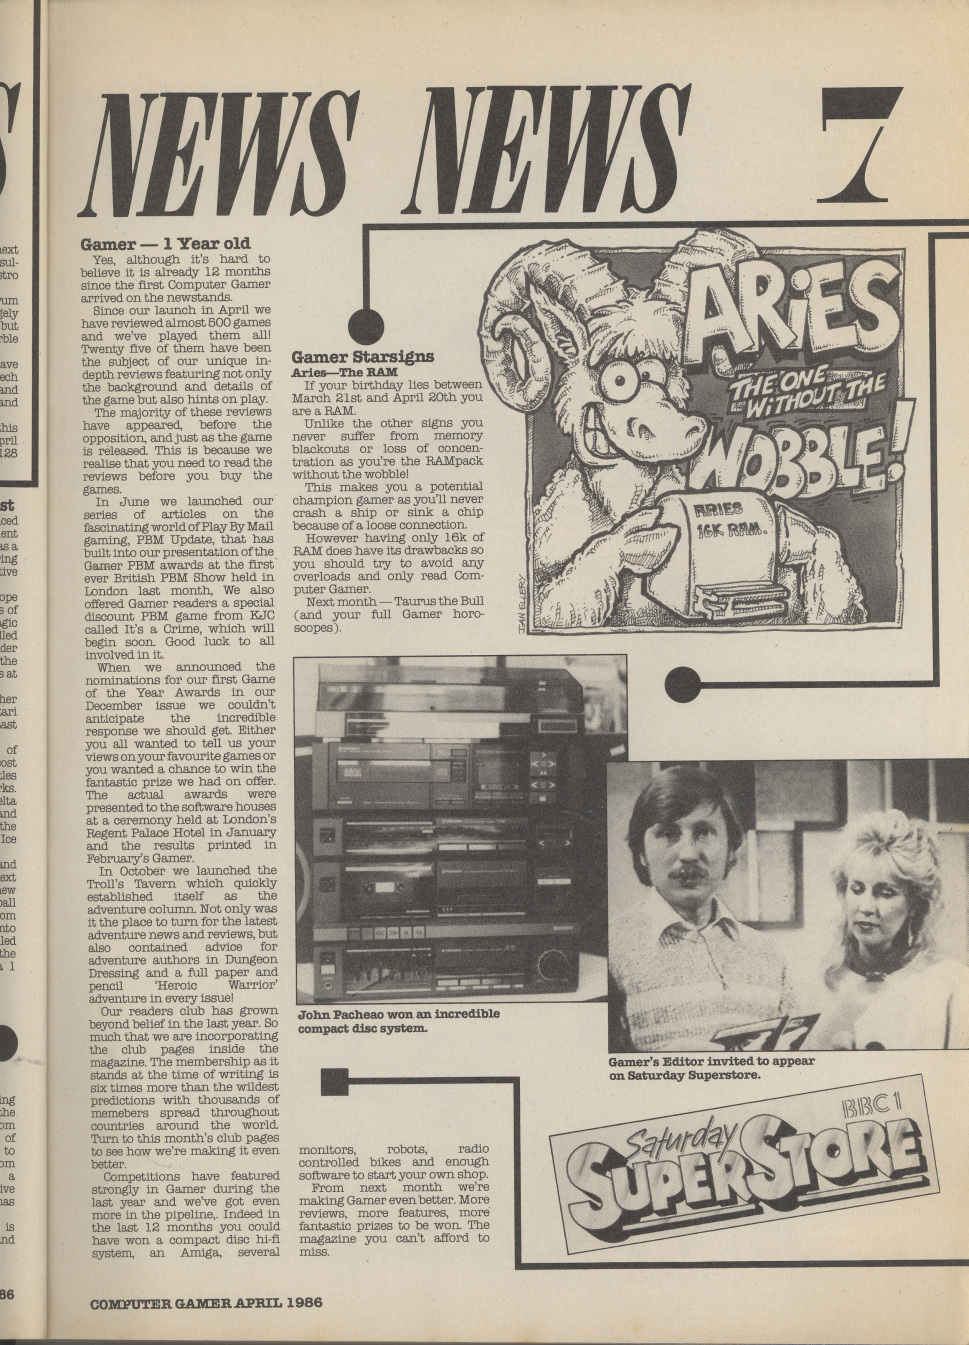 NEWS NEWS 7
Gamer — 1 Year old
Yes, although it's hard to
believe it is already 12 months
since the first Computer Gamer
arrived on the newstands.
Since our launch in April we
have reviewed almost 500 games
and we've played them all!
Twenty five of them have been
the subject of our unique in-
depth reviews featuring not only
the background and details of
the game but also hints on play.
The majority of these reviews
have appeared, before the
opposition, and just as the game
is released. This is because we
realise that you need to read the
reviews before you buy the
games.
In June we launched our
series of articles on the
fascinating world of Play By Mail
gaming, PBM Update, that has
built into our presentation of the
Gamer PBM awards at the first
ever British PBM Show held in
London last month, We also
offered Gamer readers a special
discount PBM game from KJC
called It's a Crime, which will
begin soon. Good luck to all
involved in it.
When we announced the
nominations for our first Game
of the Year Awards in our
December issue we couldn't
anticipate the incredible
response we should get. Either
you all wanted to tell us your
views on your favourite games or
you wanted a chance to win the
fantastic prize we had on offer.
The actual awards were
presented to the software houses
at a ceremony held at London's
Regent Palace Hotel in January
and the results printed in
February's Gamer.
In October we launched the
Troll's Tavern which quickly
established itself as the
adventure column. Not only was
it the place to turn for the latest
adventure news and reviews, but
also contained advice for
adventure authors in Dungeon
Dressing and a full paper and
pencil 'Heroic Warrior'
adventure in every issue!
Our readers club has grown
beyond belief in the last year. So
much that we are incorporating
the club pages inside the
magazine. The membership as it
stands at the time of writing is
six times more than the wildest
predictions with thousands of
memebers spread throughout
countries around the world.
Turn to this month's club pages
to see how we're making it even
better.
Competitions have featured
strongly in Gamer during the
last year and we've got even
more in the pipeline,. Indeed in
the last 12 months you could
have won a compact disc hi-fi
system, an Amiga, several
monitors, robots, radio
controlled bikes and enough
software to start your own shop.
From next month we're
making Gamer even better. More
reviews, more features, more
fantastic prizes to be won. The
magazine you can't afford to
miss.
Gamer Starsigns
Aries—The RAM
If your birthday lies between
March 21st and April 20th you
are a RAM.
Unlike the other signs you
never suffer from memory
blackouts or loss of concen-
tration as you're the RAMpack
without the wobble!
This makes you a potential
champion gamer as you'll never
crash a ship or sink a chip
because of a loose connection.
However having only 16k of
RAM does have its drawbacks so
you should try to avoid any
overloads and only read Com-
puter Gamer.
Next month — Taurus the Bull
(and your full Gamer horo-
scopes).
ARIES
THE ONE
WITHOUT THE
WOBBLE!
ARIES
16K RAM.
IAN ELLERY
John Pacheao won an incredible
compact disc system.
Gamer's Editor invited to appear
on Saturday Superstore.
BBC 1
Saturday
SUPERSTORE
COMPUTER GAMER APRIL 1986